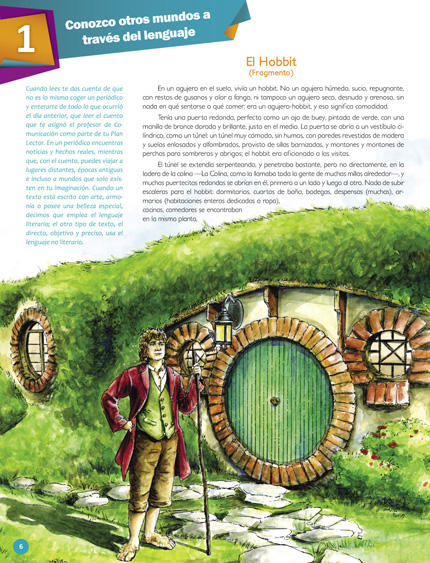 1
Conozco otros mundos a
través del lenguaje
Cuando lees te das cuenta de que
no es lo mismo coger un periódico
y enterarte de todo lo que ocurrió
el día anterior, que leer el cuento
que te asignó el profesor de Co-
municación como parte de tu Plan
Lector. En un periódico encuentras
noticias y hechos reales, mientras
que, con el cuento, puedes viajar a
lugares distantes, épocas antiguas
e incluso a mundos que solo exis-
ten en tu imaginación. Cuando un
texto está escrito con arte, armo-
nía o posee una belleza especial,
decimos que emplea el lenguaje
literario; el otro tipo de texto, el
directo, objetivo y preciso, usa el
lenguaje no literario.
El Hobbit
(Fragmento)
En un agujero en el suelo, vivía un hobbit. No un agujero húmedo, sucio, repugnante,
con restos de gusanos y olor a fango, ni tampoco un agujero seco, desnudo y arenoso, sin
nada en qué sentarse o qué comer: era un agujero-hobbit, y eso significa comodidad.
Tenía una puerta redonda, perfecta como un ojo de buey, pintada de verde, con una
manilla de bronce dorada y brillante, justo en el medio. La puerta se abría a un vestíbulo ci-
líndrico, como un túnel: un túnel muy cómodo, sin humos, con paredes revestidas de madera
y suelos enlosados y alfombrados, provisto de sillas barnizadas, y montones y montones de
perchas para sombreros y abrigos; el hobbit era aficionado a las visitas.
El túnel se extendía serpenteando, y penetraba bastante, pero no directamente, en la
ladera de la colina —La Colina, como la llamaba toda la gente de muchas millas alrededor—, y
muchas puertecitas redondas se abrían en él, primero a un lado y luego al otro. Nada de subir
escaleras para el hobbit: dormitorios, cuartos de baño, bodegas, despensas (muchas), ar-
marios (habitaciones enteras dedicadas a ropa),
cocinas, comedores se encontraban
en la misma planta.
6